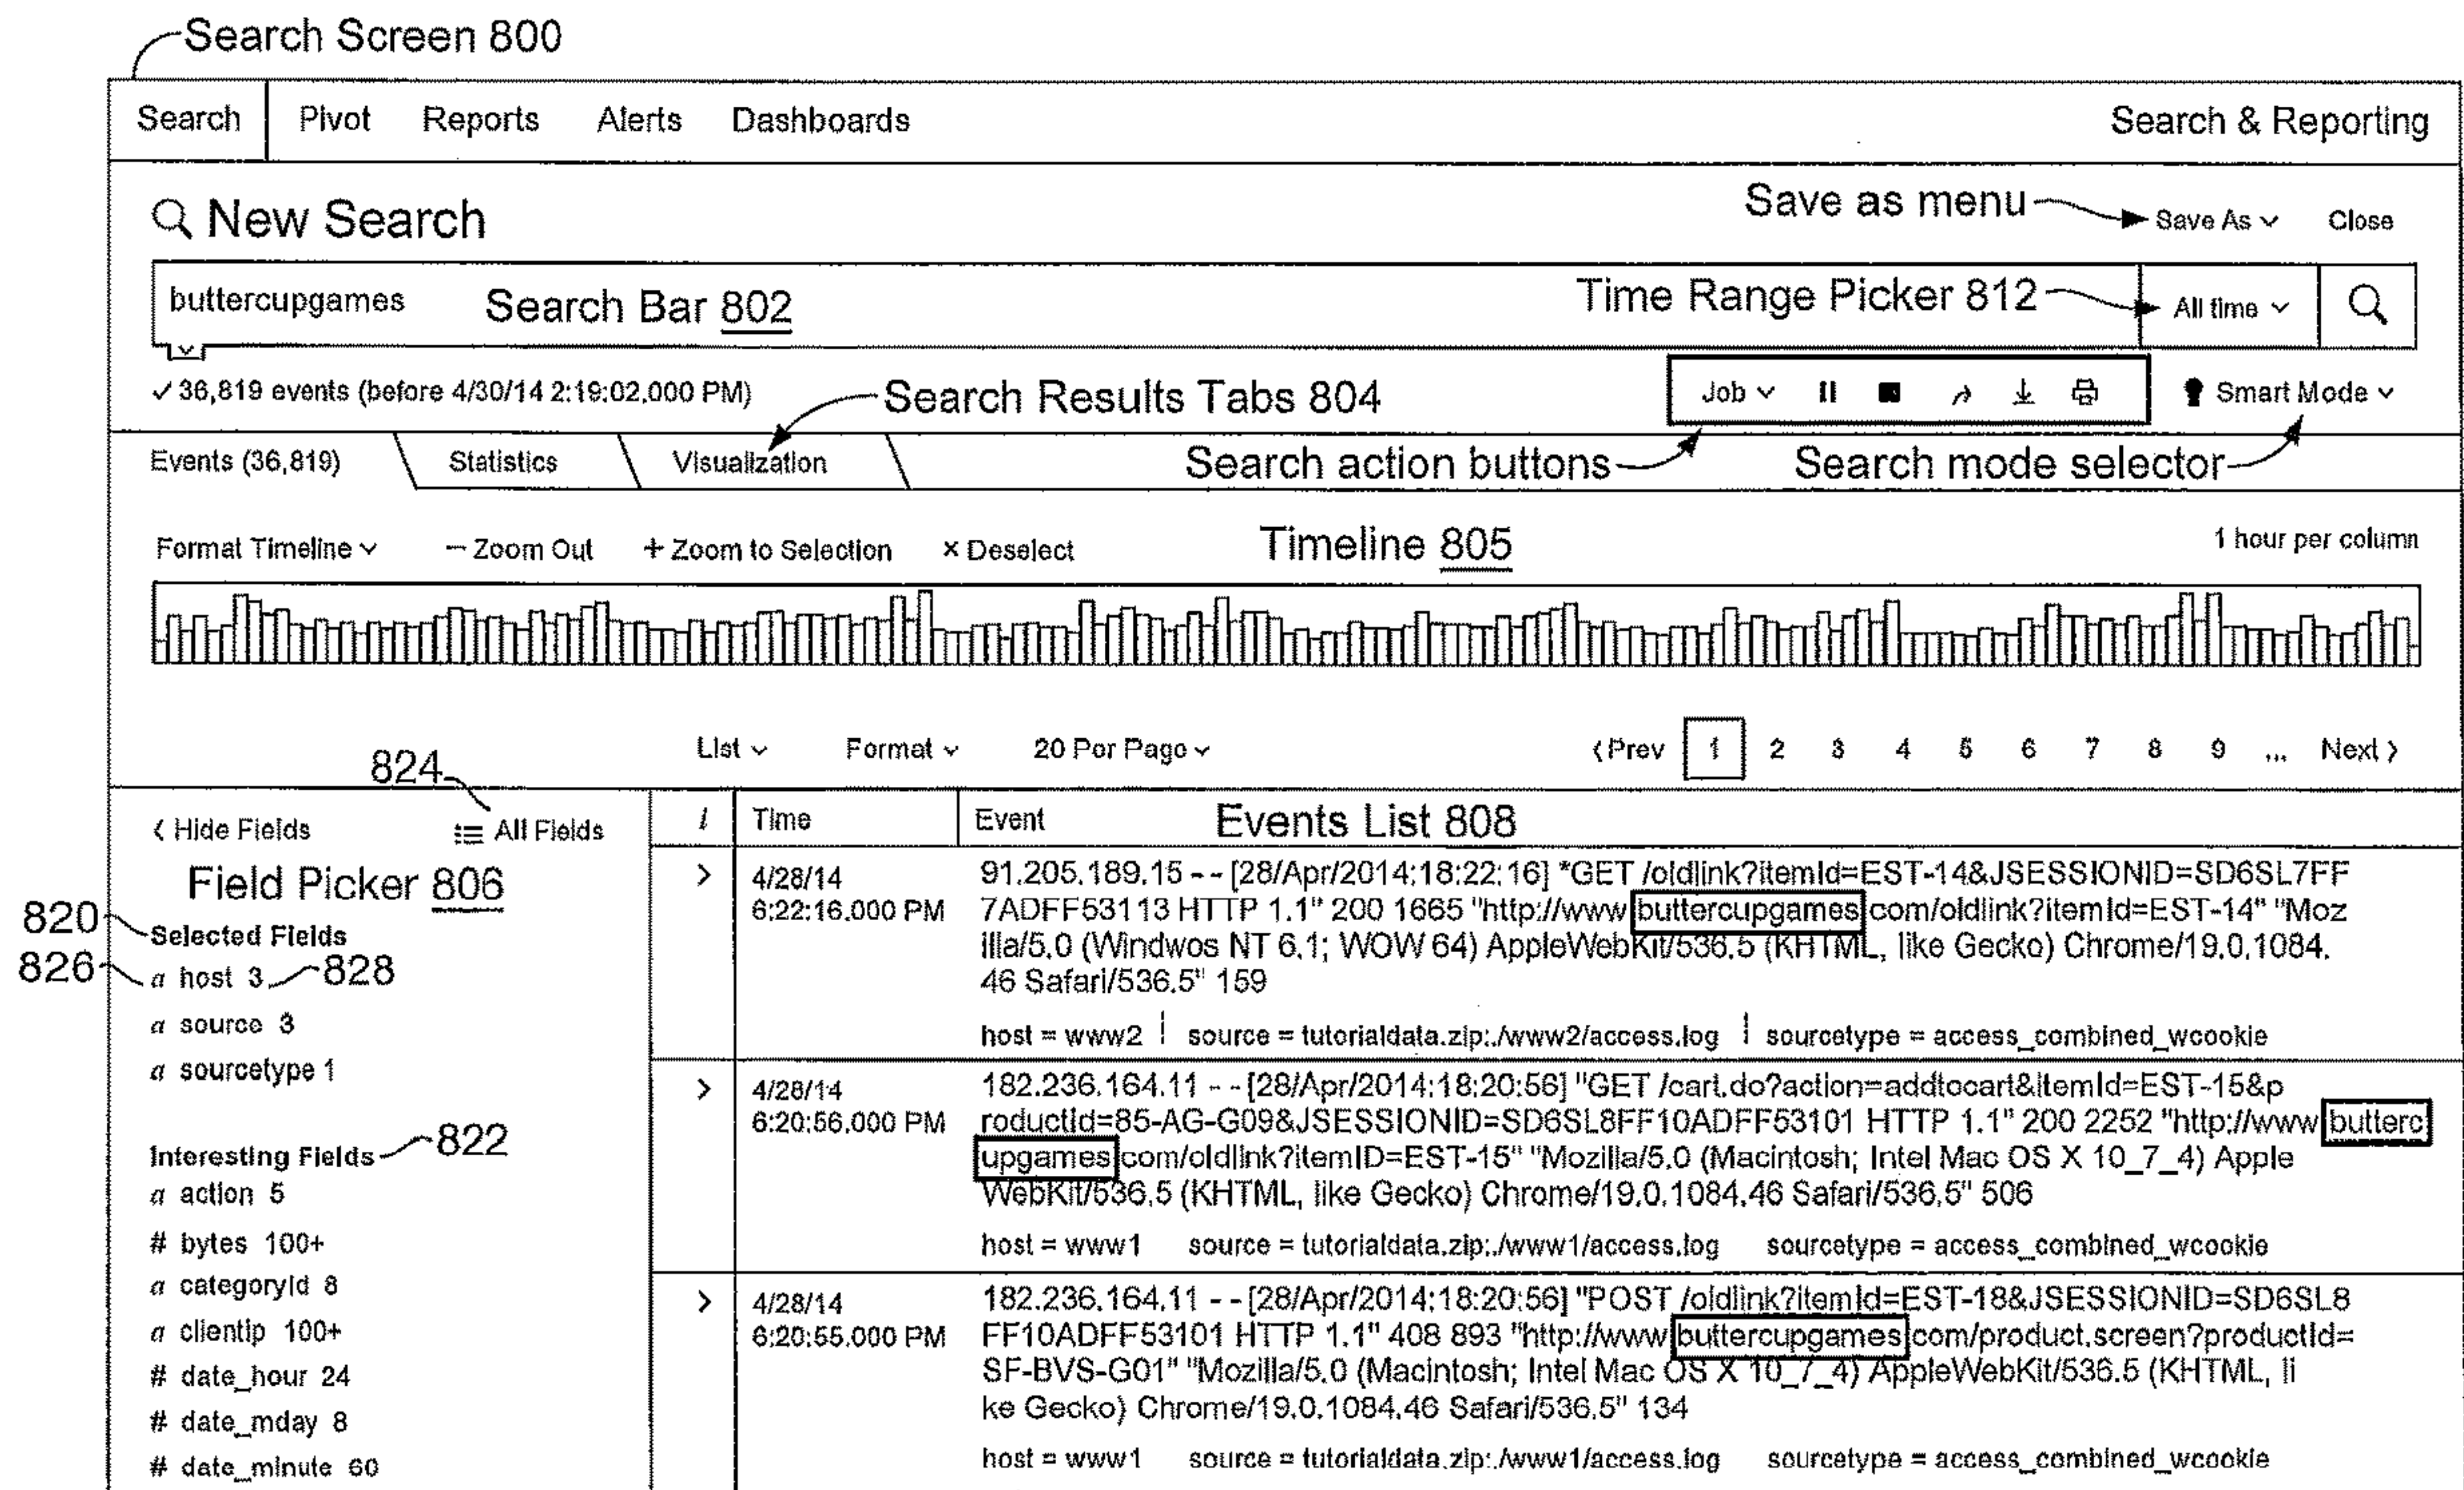 Search Screen 800
Search Pivot Reports Alerts Dashboards Search & Reporting
New Search Save as menu Save As Close
buttercupgames Search Bar 802 Time Range Picker 812 All time
36,819 events (before 4/30/14 2:19:02.000 PM) Search Results Tabs 804 Job Smart Mode
Events (36,819) Statistics Visualization Search action buttons Search mode selector
Format Timeline — Zoom Out + Zoom to Selection × Deselect Timeline 805 1 hour per column
List Format 20 Per Page < Prev 1 2 3 4 5 6 7 8 9 ... Next >
824
< Hide Fields All Fields i Time Event Events List 808
Field Picker 806
820
Selected Fields
826 a host 3 828
a source 3
a sourcetype 1
Interesting Fields 822
a action 5
# bytes 100+
a categoryId 8
a clientip 100+
# date_hour 24
# date_mday 8
# date_minute 60
> 4/28/14
6:22:16.000 PM
91.205.189.15 - - [28/Apr/2014:18:22:16] "GET /oldlink?itemId=EST-14&JSESSIONID=SD6SL7FF
7ADFF53113 HTTP 1.1" 200 1665 "http://www.buttercupgames.com/oldlink?itemId=EST-14" "Moz
illa/5.0 (Windwos NT 6.1; WOW 64) AppleWebKit/536.5 (KHTML, like Gecko) Chrome/19.0.1084.
46 Safari/536.5" 159
host = www2 source = tutorialdata.zip:./www2/access.log sourcetype = access_combined_wcookie
> 4/28/14
6:20:56.000 PM
182.236.164.11 - - [28/Apr/2014:18:20:56] "GET /cart.do?action=addtocart&itemId=EST-15&p
roductId=85-AG-G09&JSESSIONID=SD6SL8FF10ADFF53101 HTTP 1.1" 200 2252 "http://www.butterc
upgames.com/oldlink?itemID=EST-15" "Mozilla/5.0 (Macintosh; Intel Mac OS X 10_7_4) Apple
WebKit/536.5 (KHTML, like Gecko) Chrome/19.0.1084.46 Safari/536.5" 506
host = www1 source = tutorialdata.zip:./www1/access.log sourcetype = access_combined_wcookie
> 4/28/14
6:20:55.000 PM
182.236.164.11 - - [28/Apr/2014:18:20:56] "POST /oldlink?itemId=EST-18&JSESSIONID=SD6SL8
FF10ADFF53101 HTTP 1.1" 408 893 "http://www.buttercupgames.com/product.screen?productId=
SF-BVS-G01" "Mozilla/5.0 (Macintosh; Intel Mac OS X 10_7_4) AppleWebKit/536.5 (KHTML, li
ke Gecko) Chrome/19.0.1084.46 Safari/536.5" 134
host = www1 source = tutorialdata.zip:./www1/access.log sourcetype = access_combined_wcookie